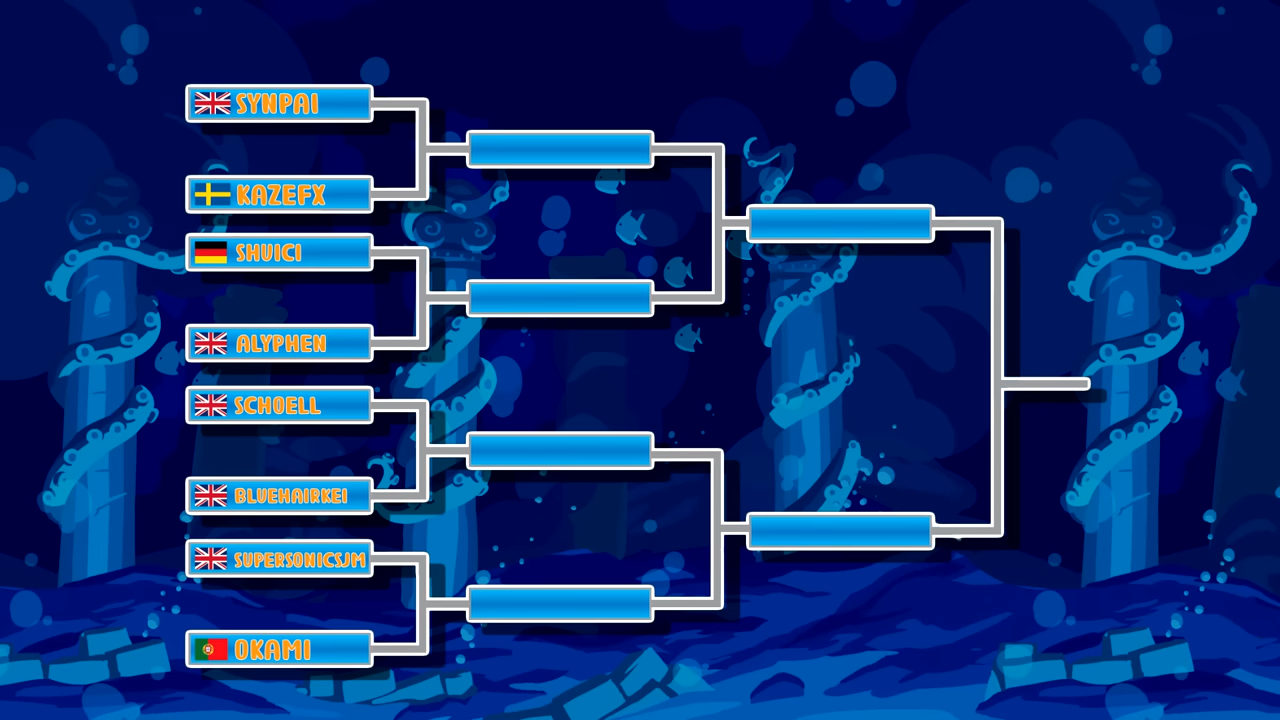 SYNPAI
KAZEFX
SHUICI
ALYPHEN
SCHOELL
BLUEHAIRKEI
SUPERSONICSJM
OKAMI